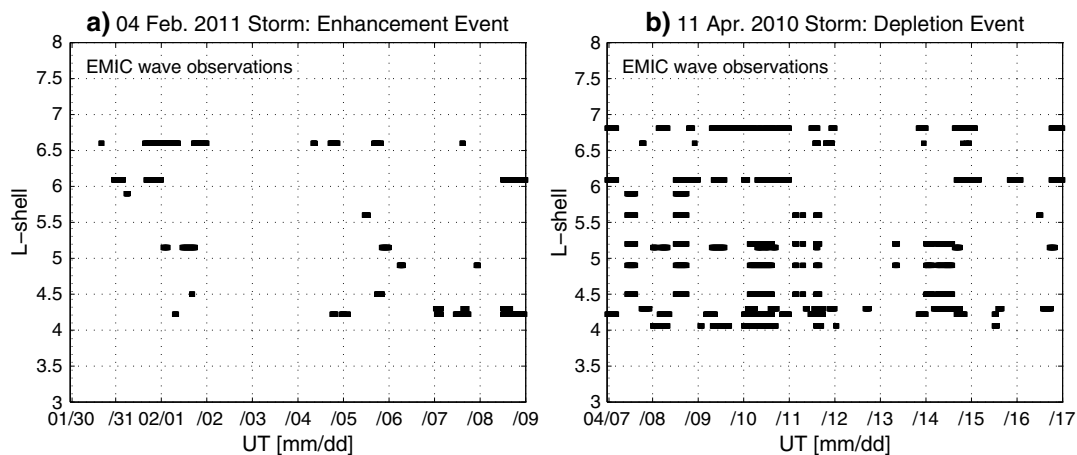 a) 04 Feb. 2011 Storm: Enhancement Event
EMIC wave observations
L-shell
8
7.5
7
6.5
6
5.5
5
4.5
4
3.5
3
01/30 /31 02/01 /02 /03 /04 /05 /06 /07 /08 /09
UT [mm/dd]
b) 11 Apr. 2010 Storm: Depletion Event
EMIC wave observations
L-shell
8
7.5
7
6.5
6
5.5
5
4.5
4
3.5
3
04/07 /08 /09 /10 /11 /12 /13 /14 /15 /16 /17
UT [mm/dd]